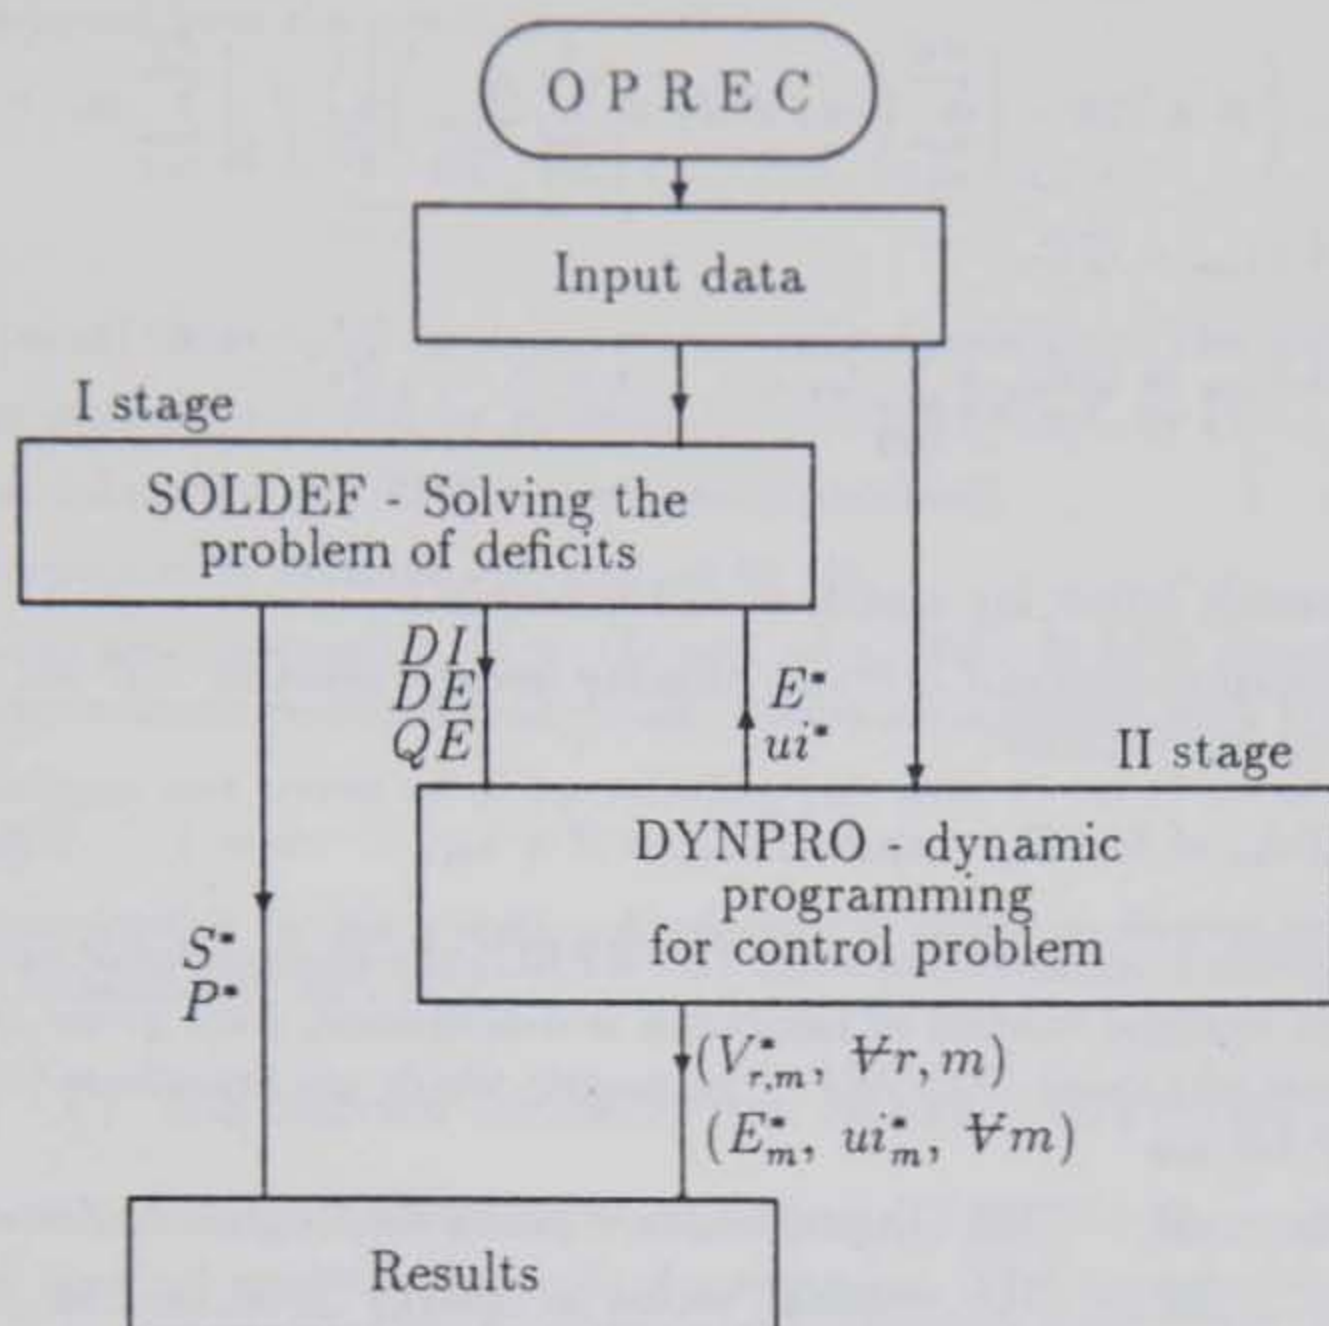 O P R E C
Input data
I stage
SOLDEF - Solving the
problem of deficits
DI
DE
QE
E*
ui*
II stage
DYNPRO - dynamic
programming
for control problem
S*
P*
(V*r,m, ∀r, m)
(E*m, ui*m, ∀m)
Results